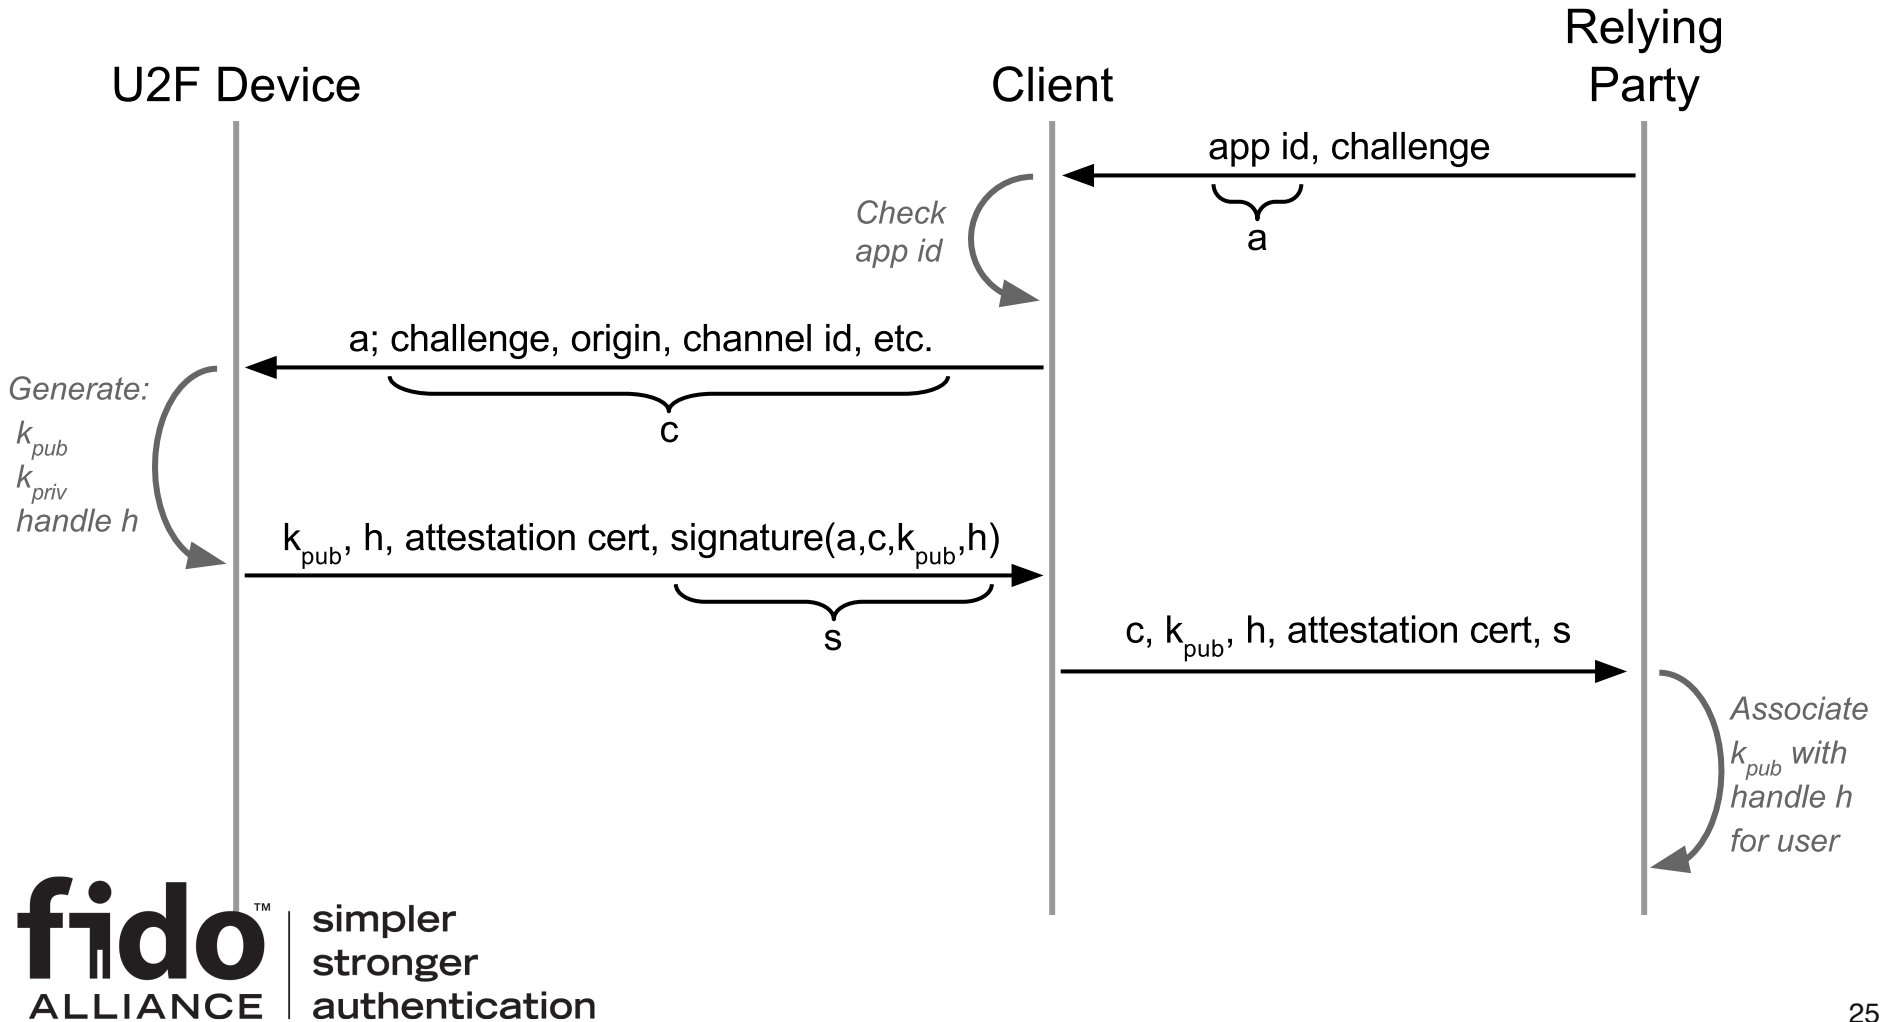 U2F Device
Client
Relying
Party
app id, challenge
a
Check
app id
a; challenge, origin, channel id, etc.
c
Generate:
kpub
kpriv
handle h
kpub, h, attestation cert, signature(a,c,kpub,h)
s
c, kpub, h, attestation cert, s
Associate
kpub with
handle h
for user
fido™
ALLIANCE
simpler
stronger
authentication
25